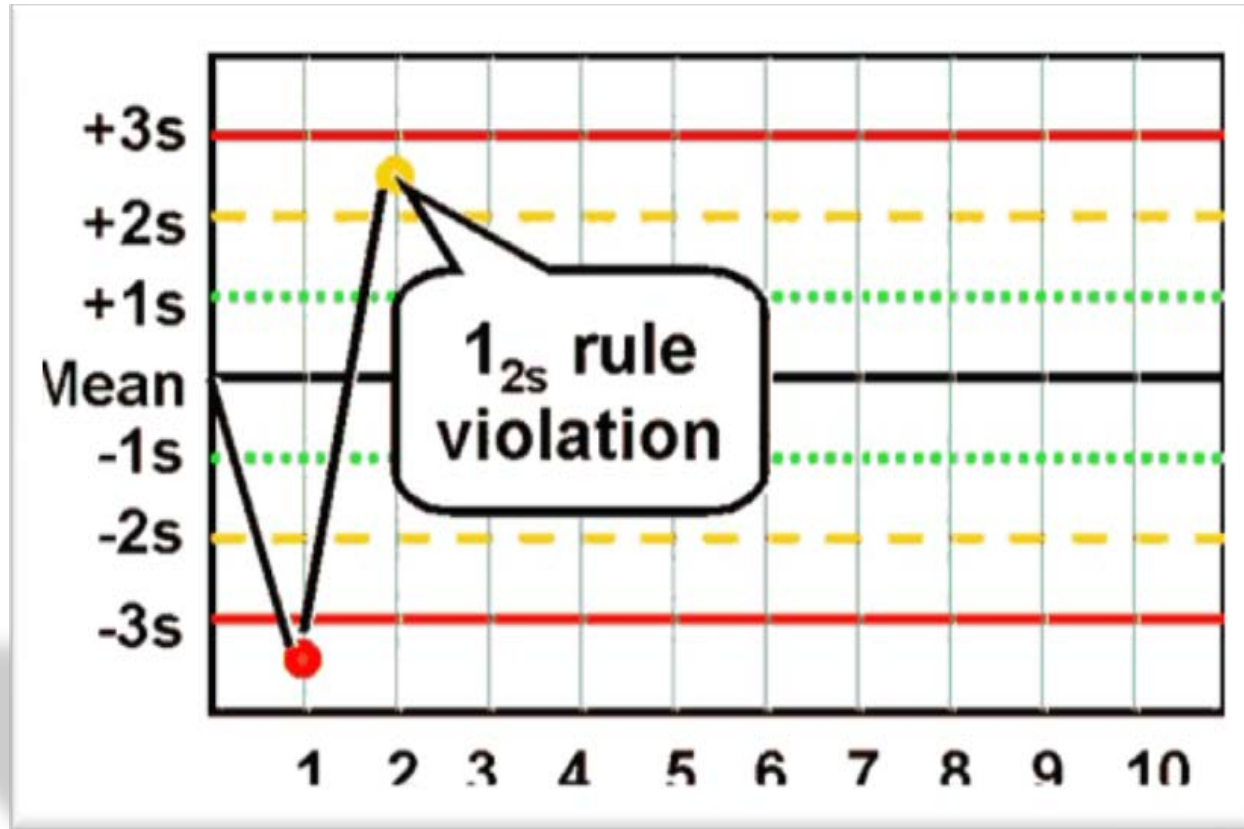 +3s
+2s
+1s
Mean
-1s
-2s
-3s
1₂ₛ rule
violation
1 2 3 4 5 6 7 8 9 10